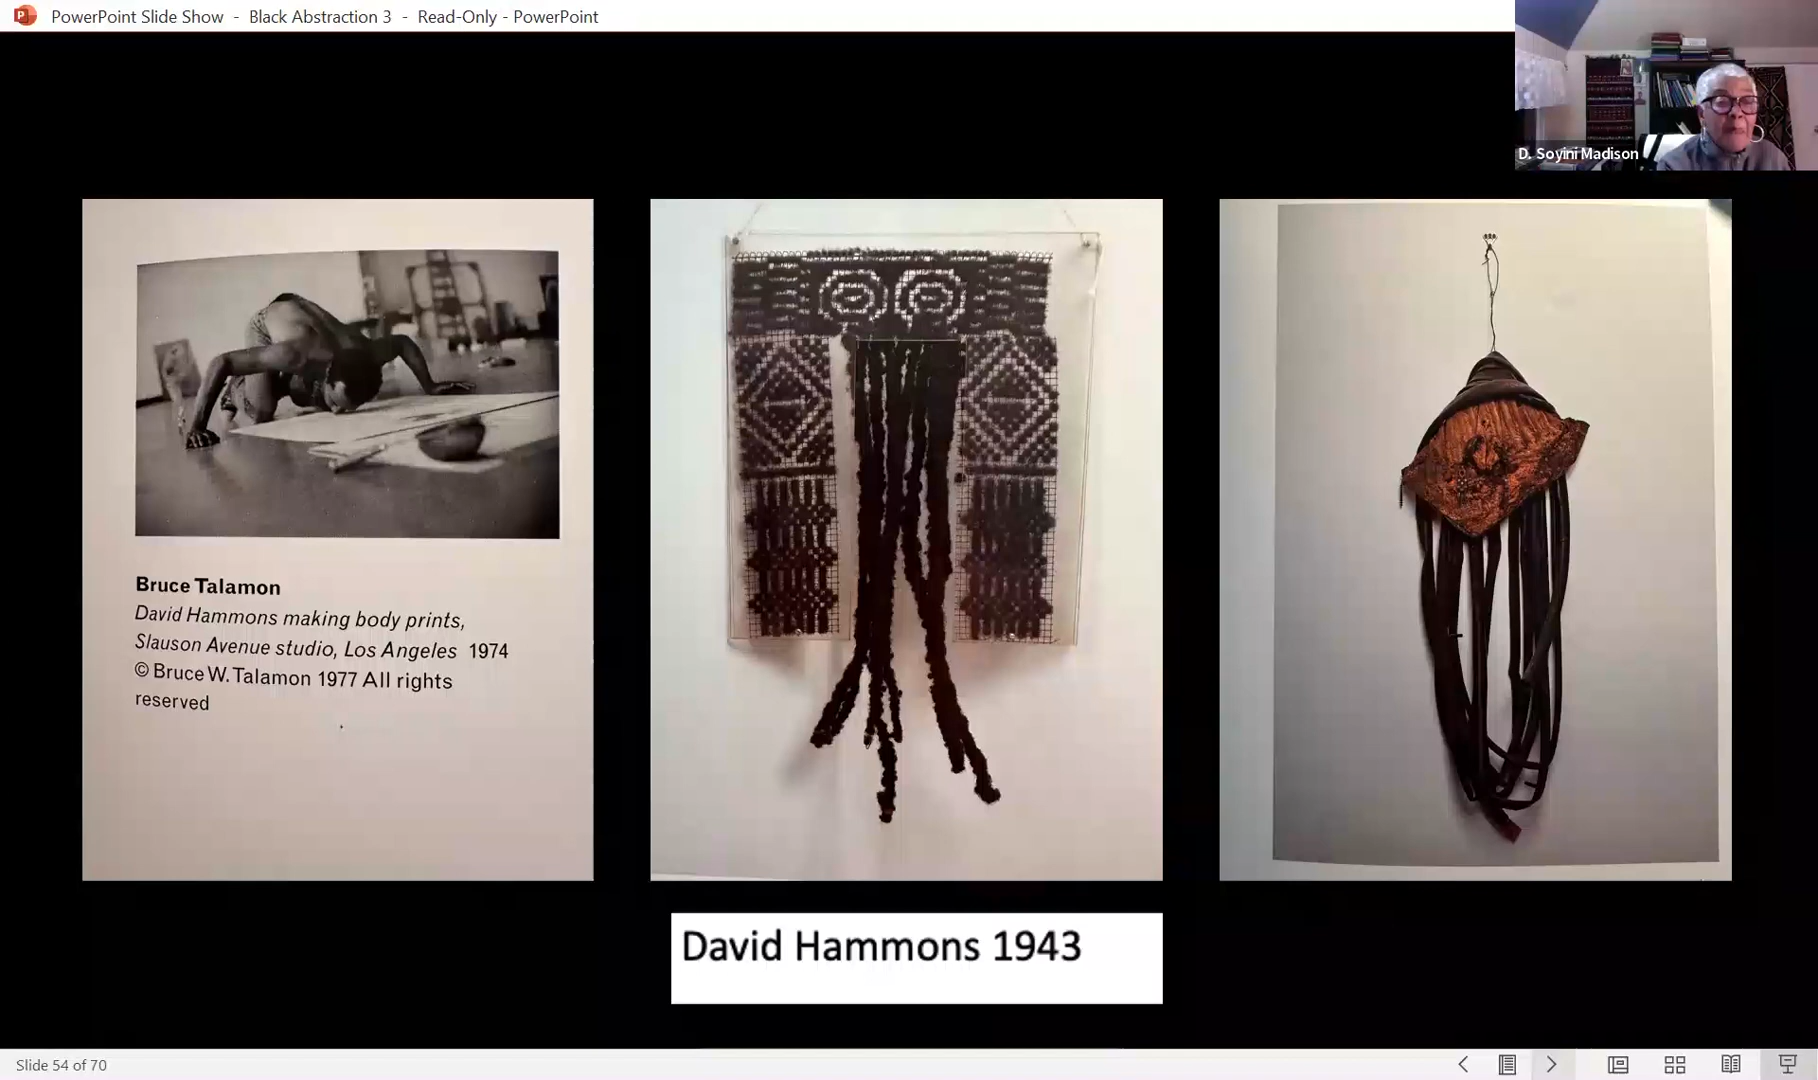 PowerPoint Slide Show - Black Abstraction 3 - Read-Only - PowerPoint
D. Soyini Madison
Bruce Talamon
David Hammons making body prints,
Slauson Avenue studio, Los Angeles 1974
© Bruce W. Talamon 1977 All rights
reserved
David Hammons 1943
Slide 54 of 70